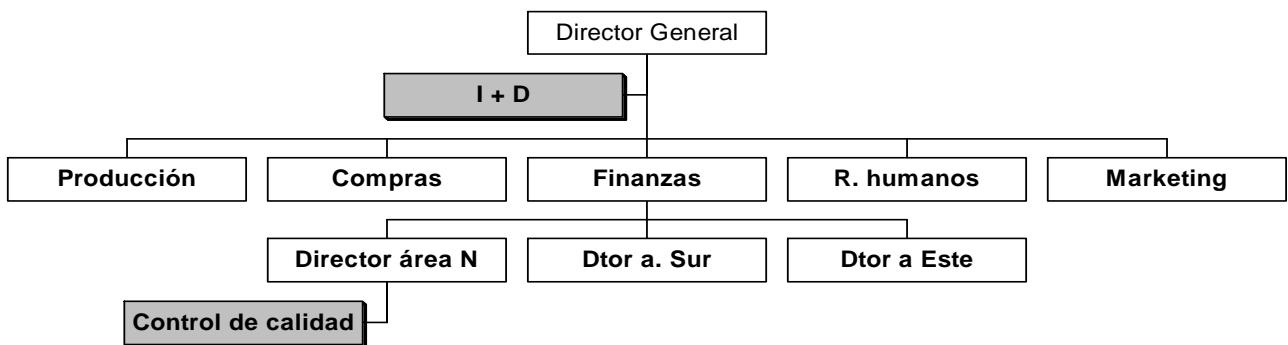 Director General
I + D
Producción
Compras
Finanzas
R. humanos
Marketing
Director área N
Dtor a. Sur
Dtor a Este
Control de calidad